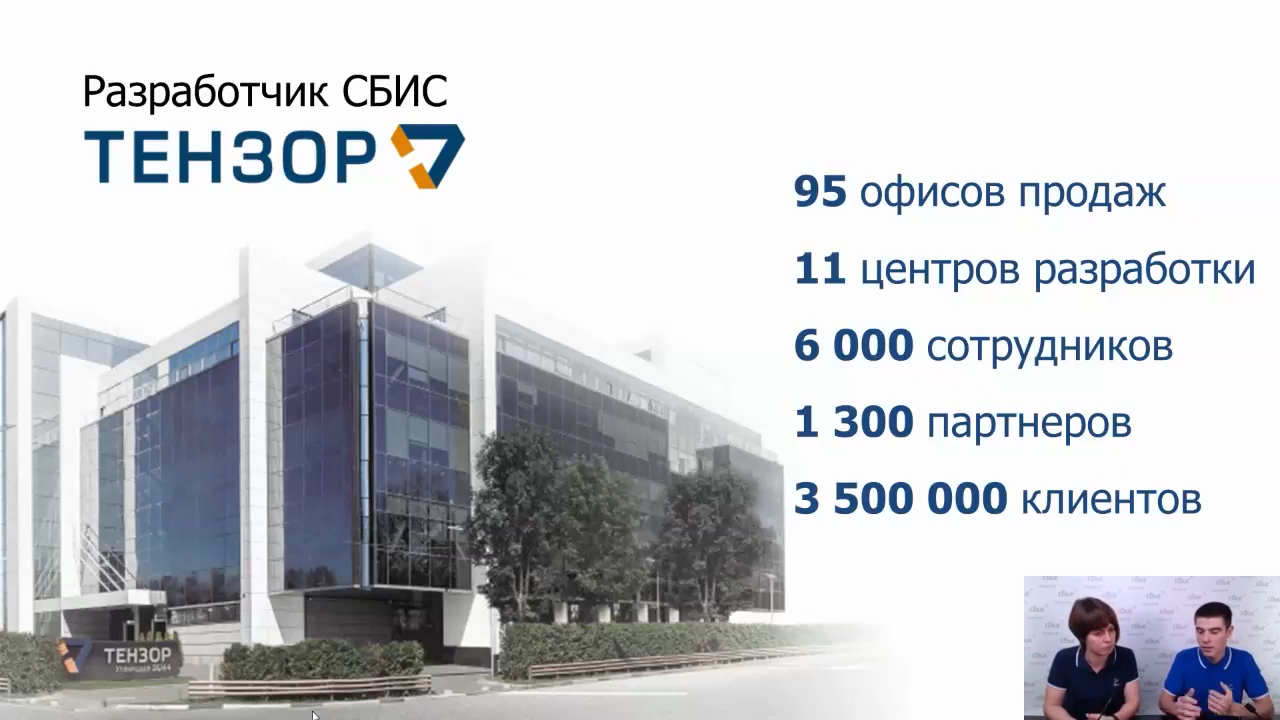 Разработчик СБИС
ТЕНЗОР
95 офисов продаж
11 центров разработки
6 000 сотрудников
1 300 партнеров
3 500 000 клиентов
ТЕНЗОР
сбис